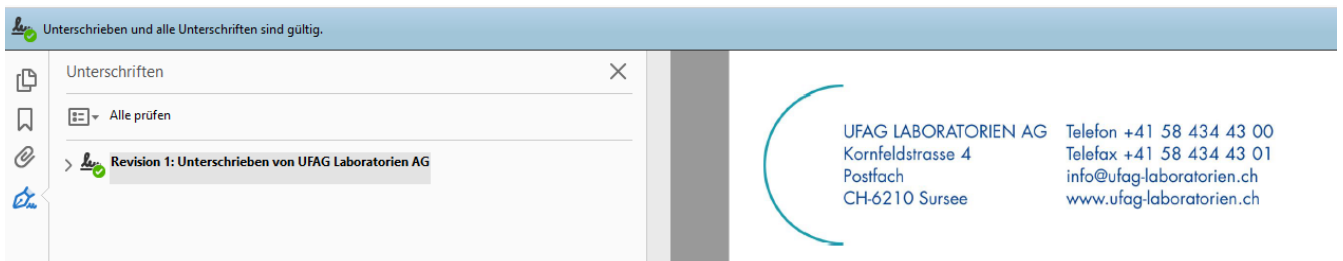 Unterschrieben und alle Unterschriften sind gültig.
Unterschriften
Alle prüfen
Revision 1: Unterschrieben von UFAG Laboratorien AG
UFAG LABORATORIEN AG
Kornfeldstrasse 4
Postfach
CH-6210 Sursee
Telefon +41 58 434 43 00
Telefax +41 58 434 43 01
info@ufag-laboratorien.ch
www.ufag-laboratorien.ch